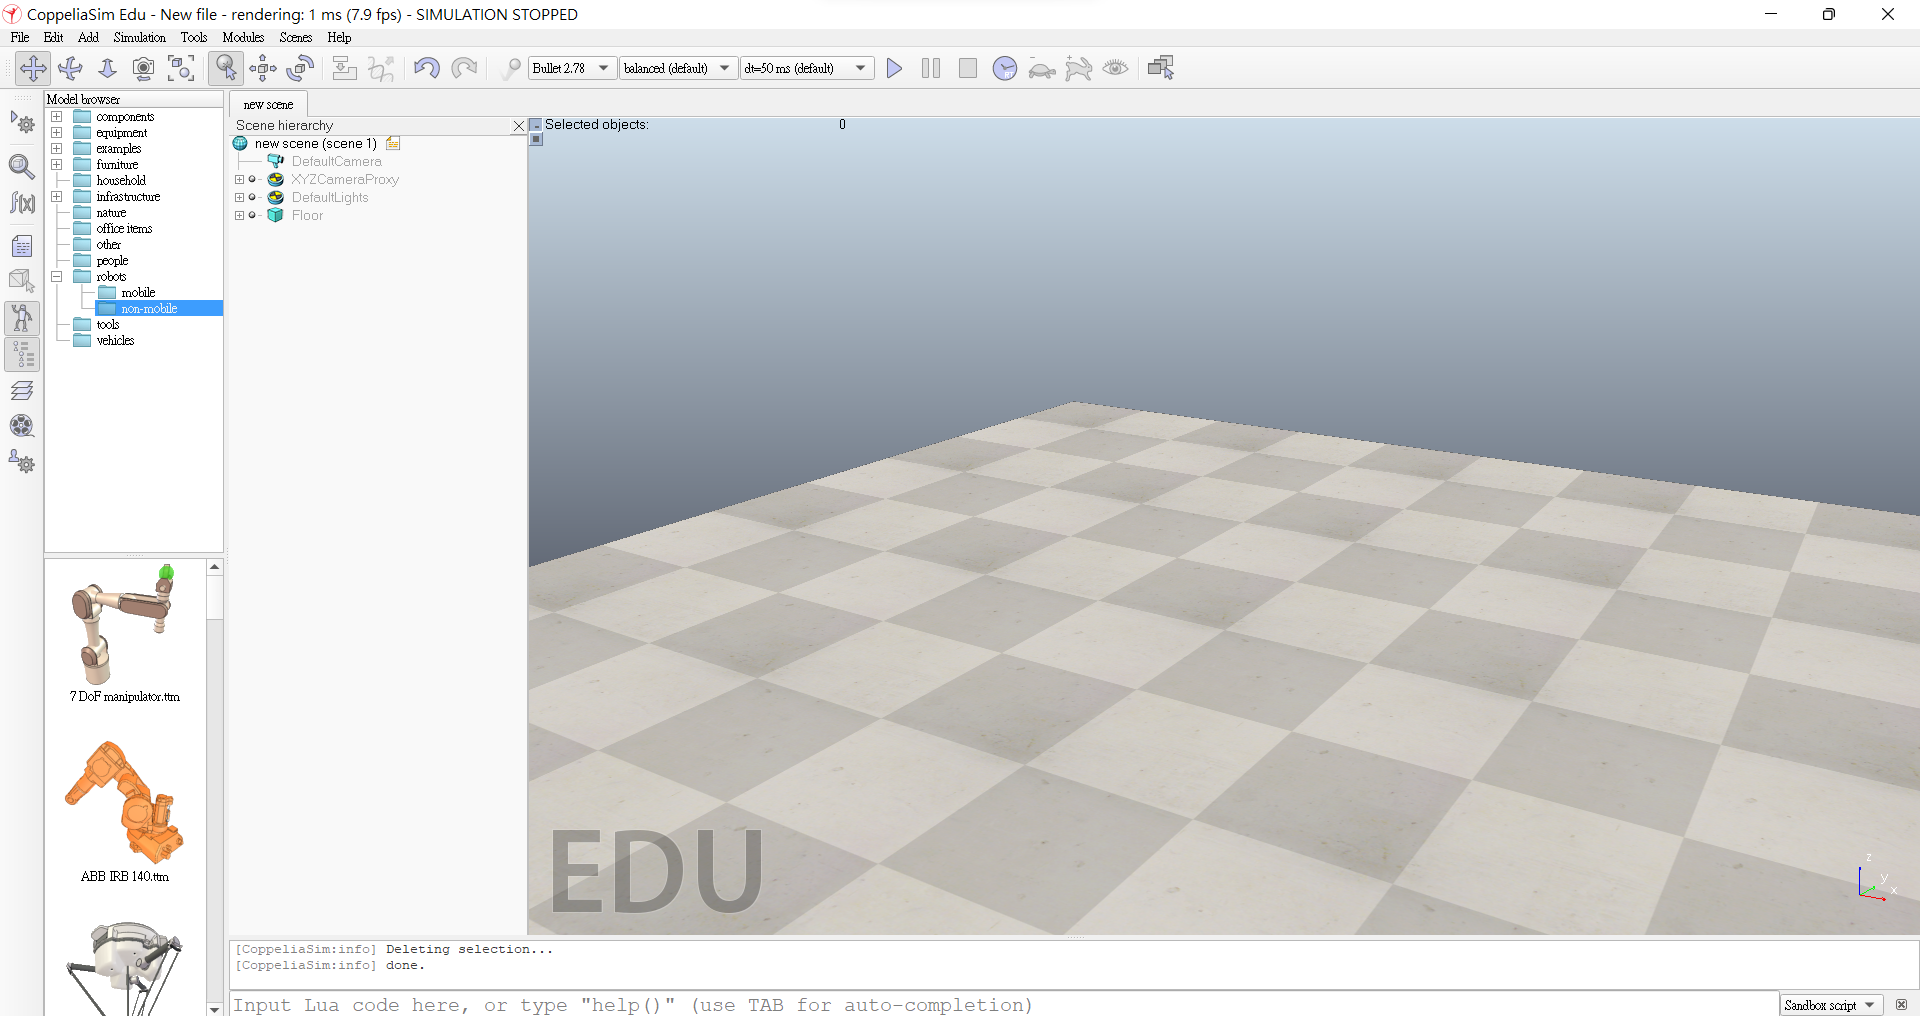 CoppeliaSim Edu - New file - rendering: 1 ms (7.9 fps) - SIMULATION STOPPED
File Edit Add Simulation Tools Modules Scenes Help
Bullet 2.78 balanced (default) dt=50 ms (default)
RT
f(x)
Model browser
components
equipment
examples
furniture
household
infrastructure
nature
office items
other
people
robots
mobile
non-mobile
tools
vehicles
7 DoF manipulator.ttm
ABB IRB 140.ttm
new scene
Scene hierarchy
new scene (scene 1)
DefaultCamera
XYZCameraProxy
DefaultLights
Floor
Selected objects: 0
EDU
z
y
x
[CoppeliaSim:info] Deleting selection...
[CoppeliaSim:info] done.
Input Lua code here, or type "help()" (use TAB for auto-completion)
Sandbox script